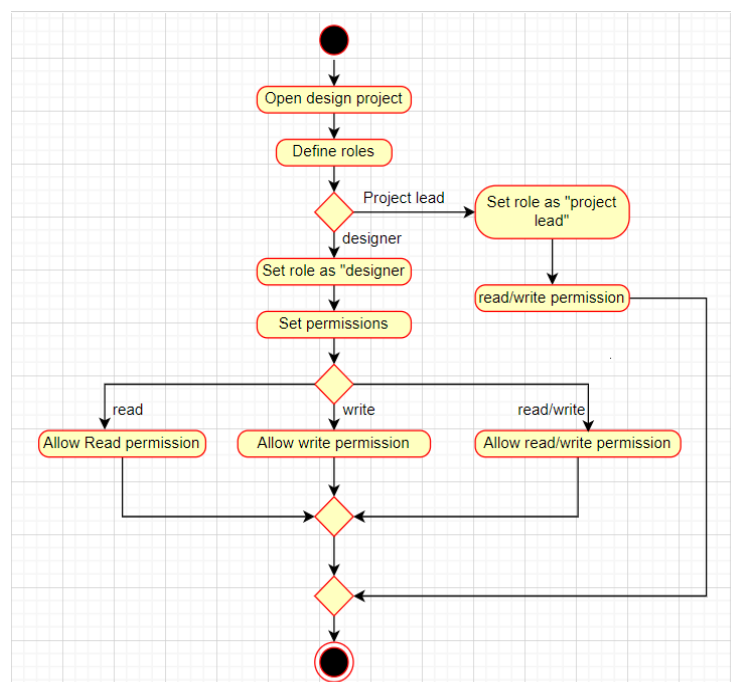 Open design project
Define roles
Project lead
Set role as "project
lead"
designer
Set role as "designer
read/write permission
Set permissions
read
write
read/write
Allow Read permission
Allow write permission
Allow read/write permission